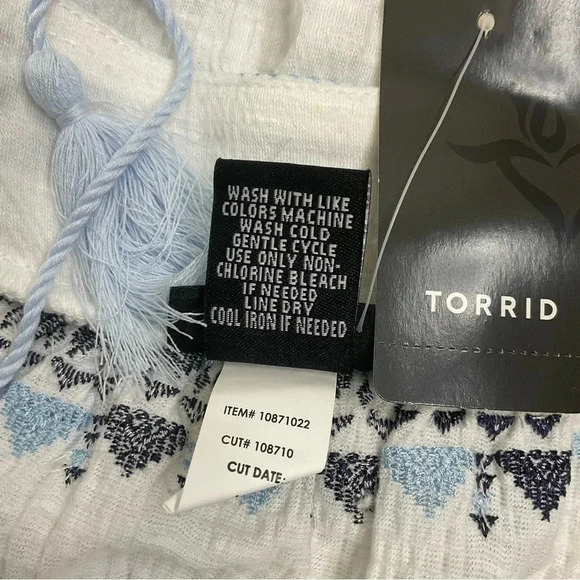 WASH WITH LIKE
COLORS MACHINE
WASH COLD
GENTLE CYCLE
USE ONLY NON-
CHLORINE BLEACH
IF NEEDED
LINE DRY
COOL IRON IF NEEDED
TORRID
ITEM# 10871022
CUT# 108710
CUT DATE: